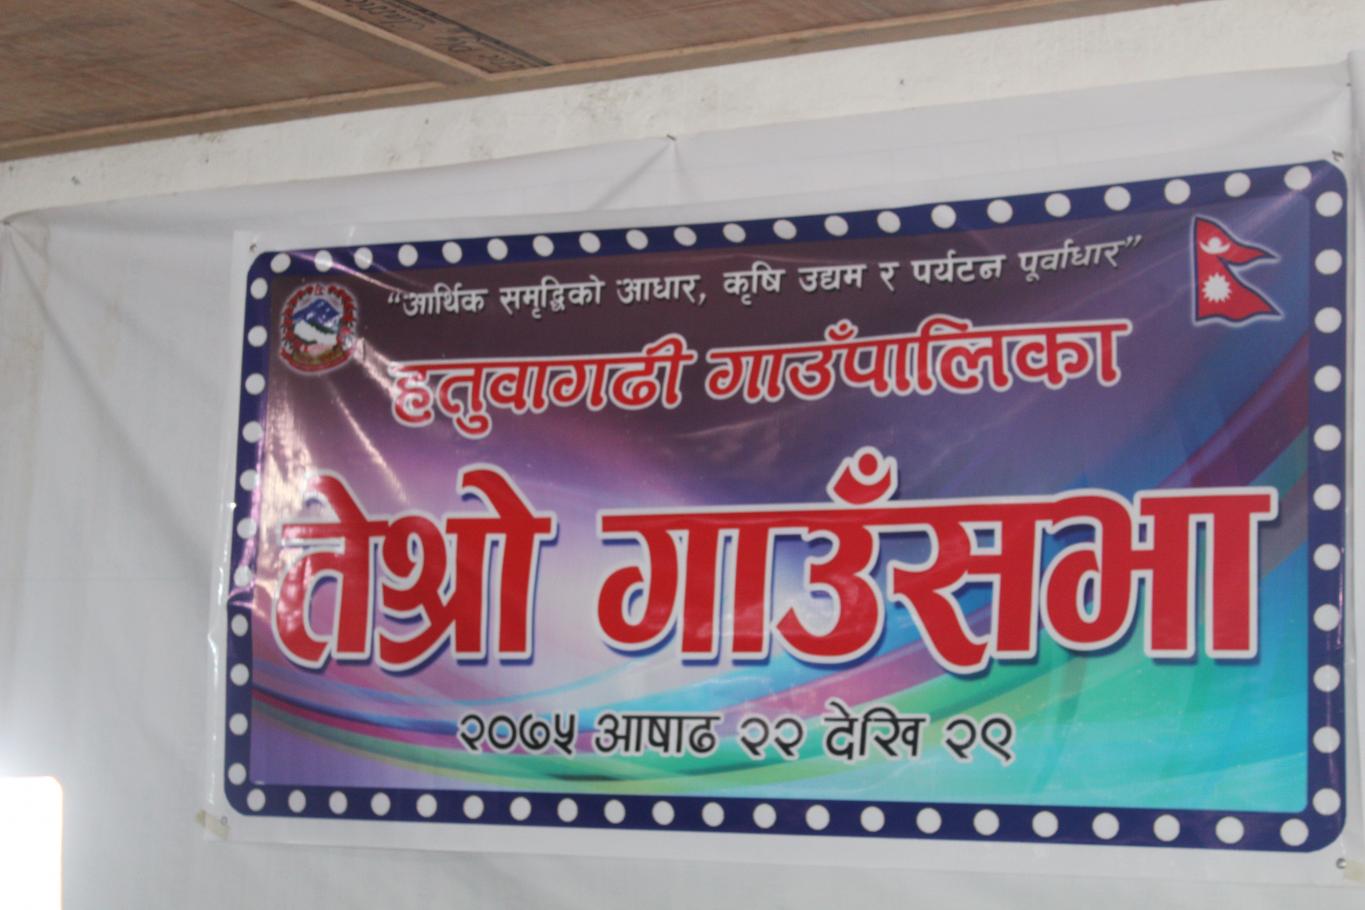 “आर्थिक समृद्धिको आधार, कृषि उद्यम र पर्यटन पूर्वाधार”
हतुवागढी गाउँपालिका
तेश्रो गाउँसभा
२०७५ आषाढ २२ देखि २९